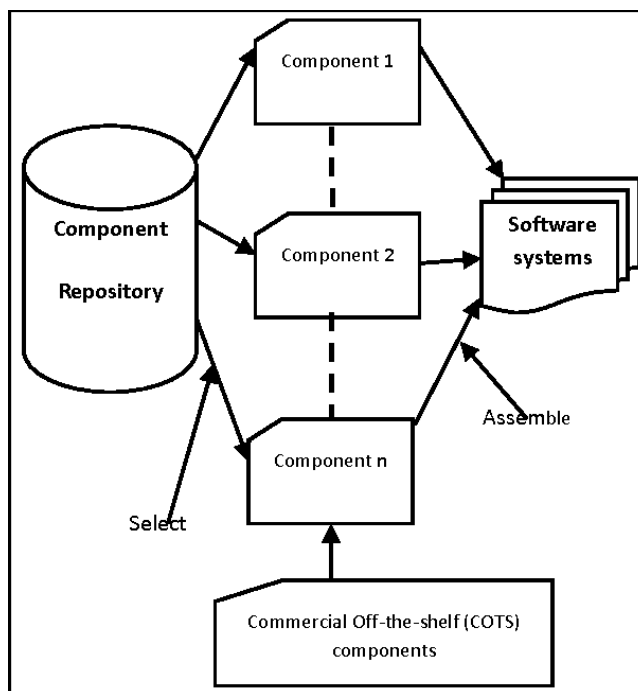 Component 1
Component
Repository
Component 2
Software
systems
Assemble
Component n
Select
Commercial Off-the-shelf (COTS)
components